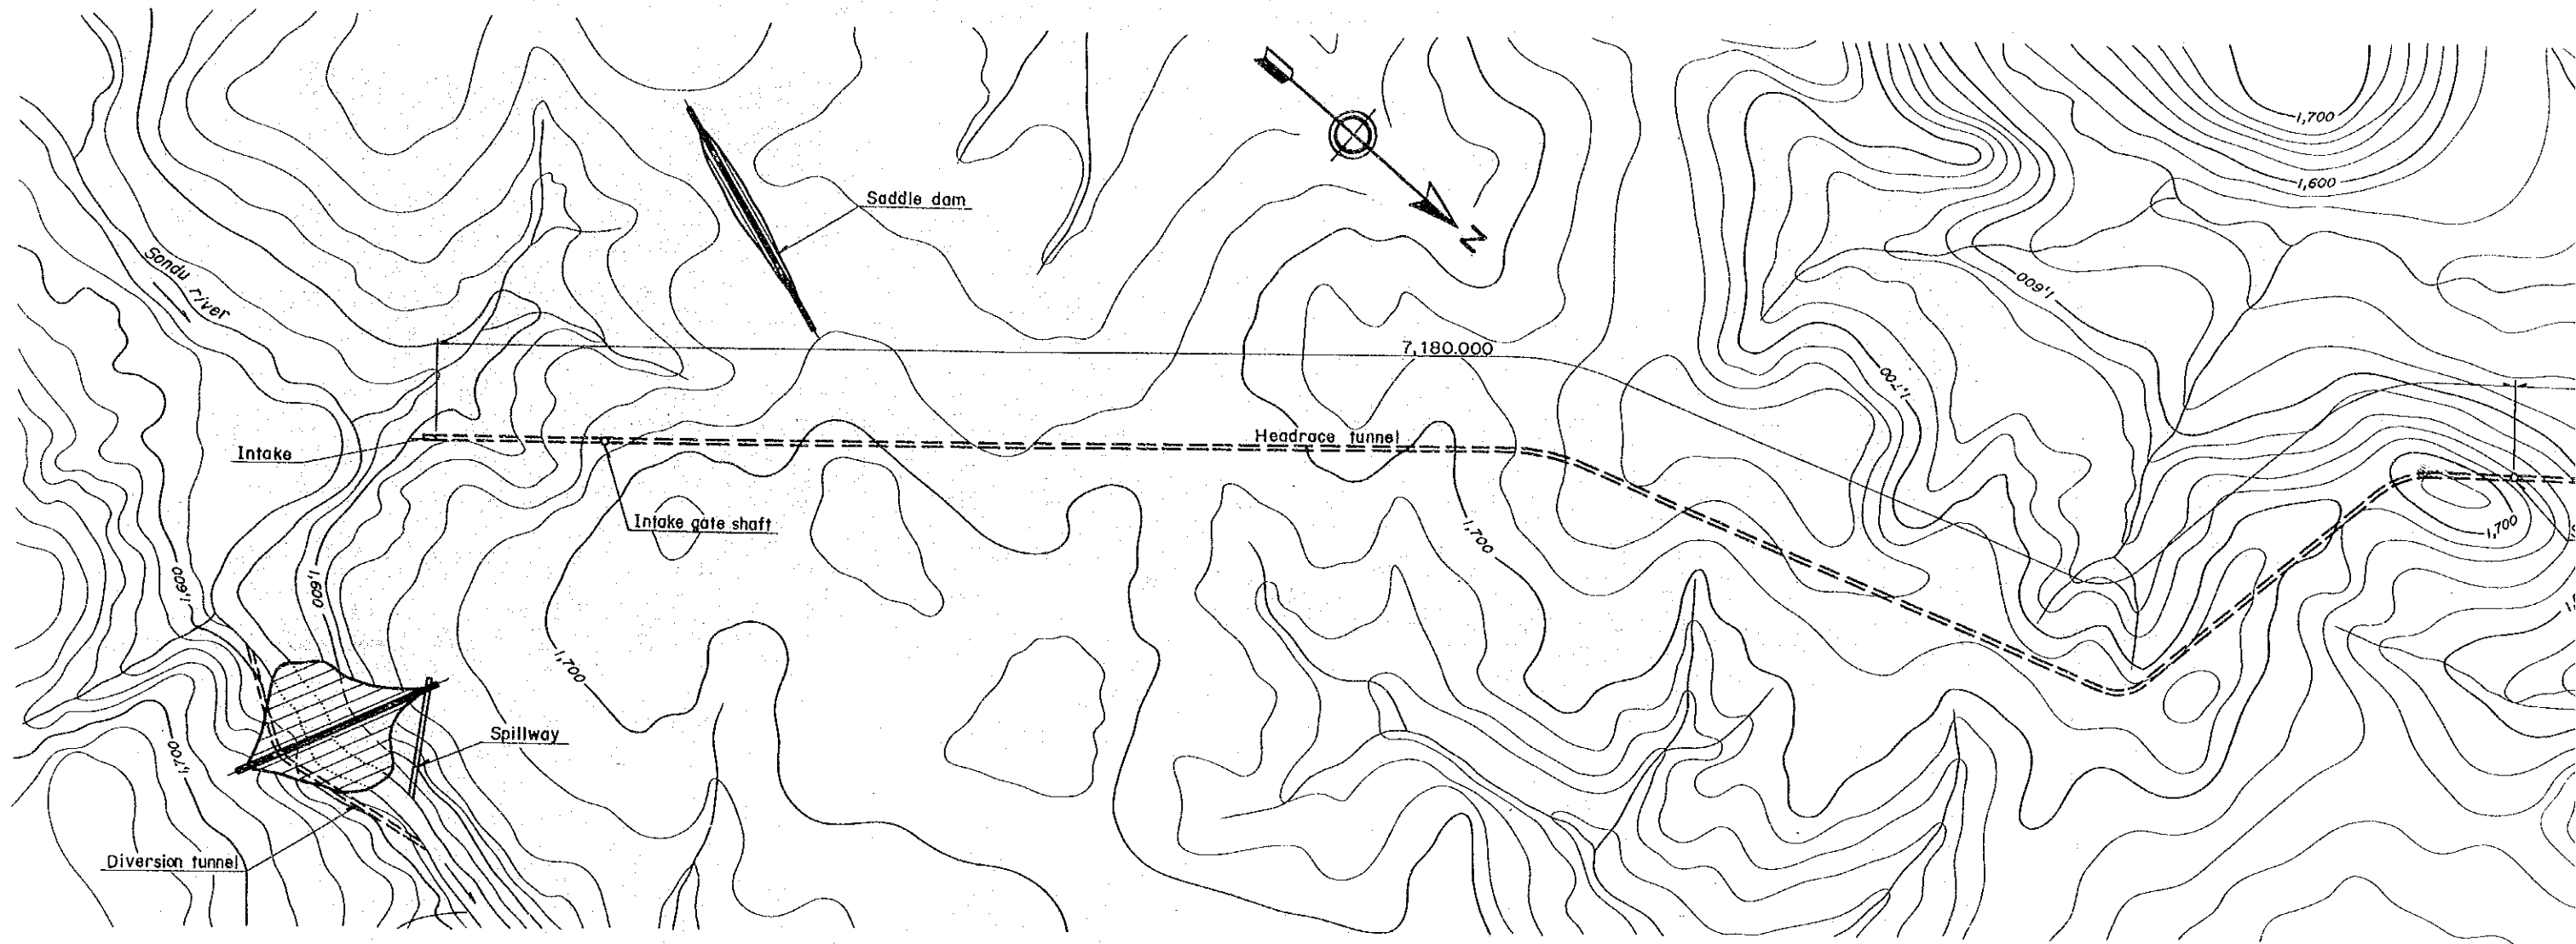 1,700
1,600
Saddle dam
N
Sondu river
1,600
7,180.000
1,700
Headrace tunnel
Intake
Intake gate shaft
1,700
1,700
1,600
1,600
1,700
Spillway
1,700
Diversion tunnel